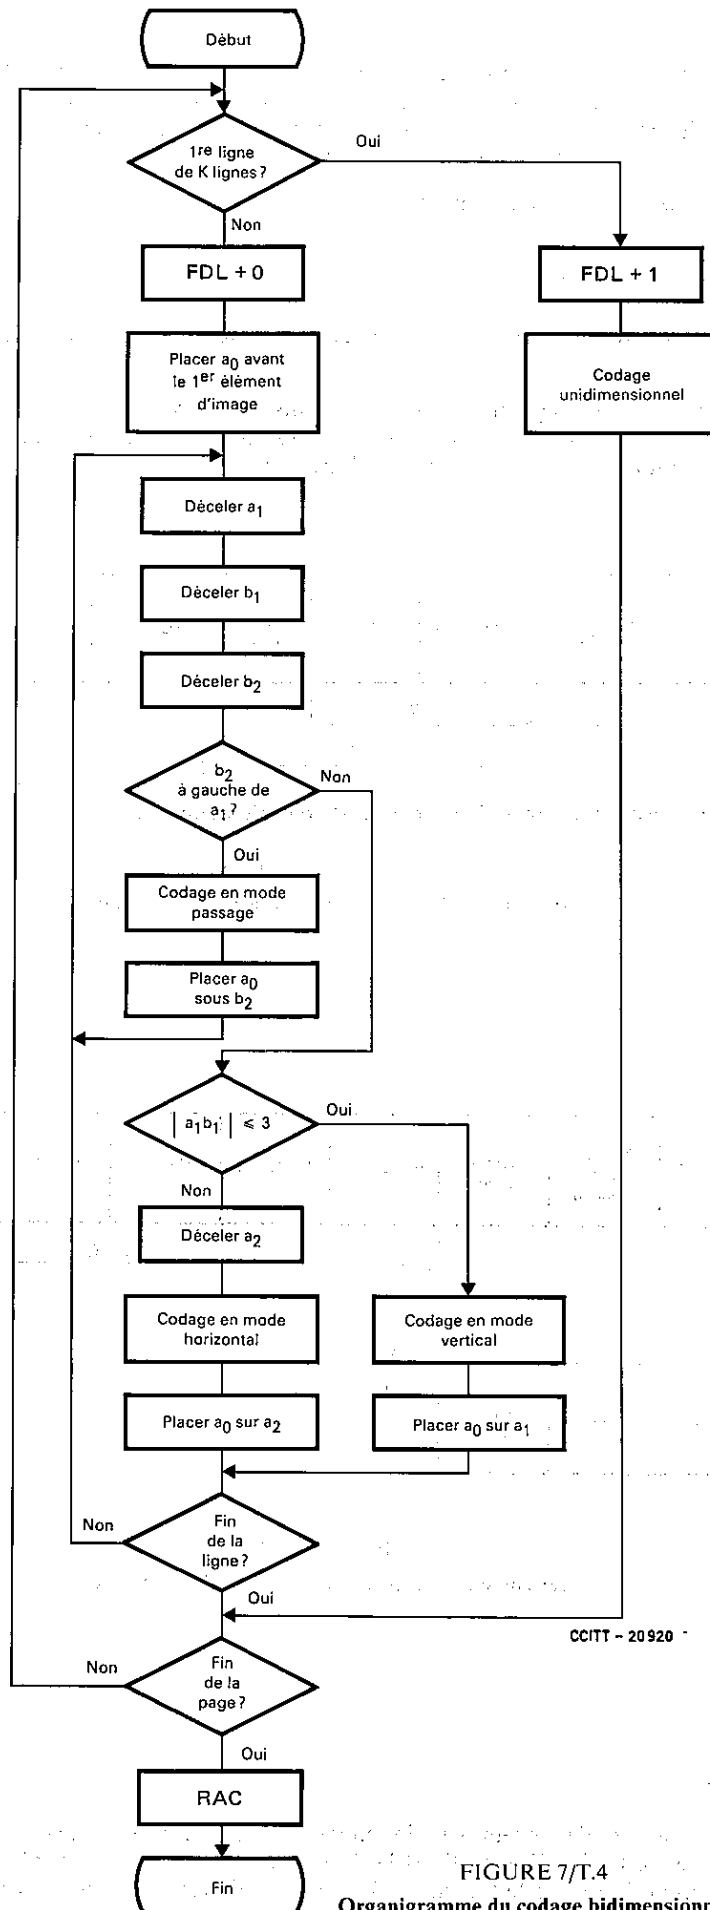 Début
1re ligne
de K lignes?
Oui
Non
FDL + 0
FDL + 1
Placer a0 avant
le 1er élément
d'image
Codage
unidimensionnel
Déceler a1
Déceler b1
Déceler b2
b2
à gauche de
a1?
Non
Oui
Codage en mode
passage
Placer a0
sous b2
| a1b1 | ≤ 3
Oui
Non
Déceler a2
Codage en mode
horizontal
Codage en mode
vertical
Placer a0 sur a2
Placer a0 sur a1
Non
Fin
de la
ligne?
Oui
CCITT – 20920
Non
Fin
de la
page?
Oui
RAC
Fin
FIGURE 7/T.4
Organigramme du codage